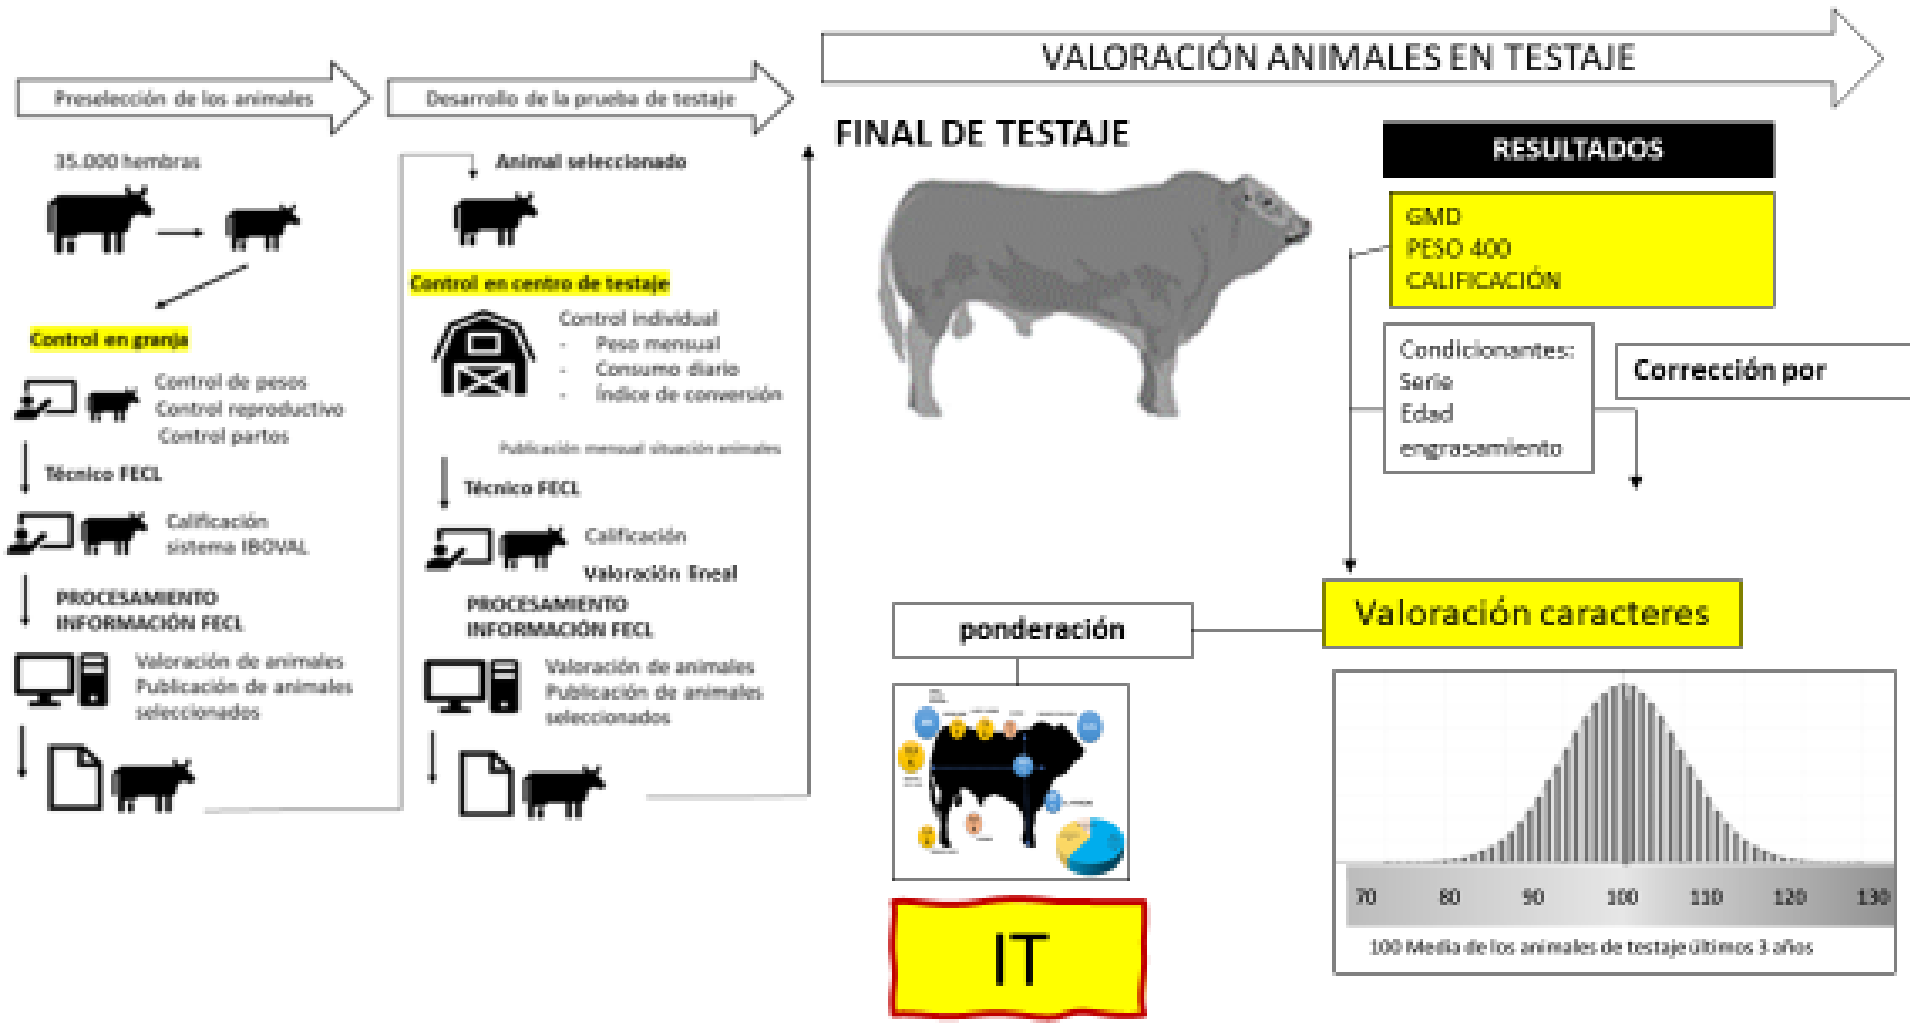 Preselección de los animales
35.000 hembras
Control en granja
Control de pesos
Control reproductivo
Control partos
Técnico FECL
Calificación
sistema IBOVAL
PROCESAMIENTO
INFORMACIÓN FECL
Valoración de animales
Publicación de animales
seleccionados
Desarrollo de la prueba de testaje
Animal seleccionado
Control en centro de testaje
Control individual
- Peso mensual
- Consumo diario
- Índice de conversión
Publicación mensual situación animales
Técnico FECL
Calificación
Valoración lineal
PROCESAMIENTO
INFORMACIÓN FECL
Valoración de animales
Publicación de animales
seleccionados
VALORACIÓN ANIMALES EN TESTAJE
FINAL DE TESTAJE
RESULTADOS
GMD
PESO 400
CALIFICACIÓN
Condicionantes:
Serie
Edad
engrasamiento
Corrección por
Valoración caracteres
ponderación
IT
70 80 90 100 110 120 130
100 Media de los animales de testaje últimos 3 años